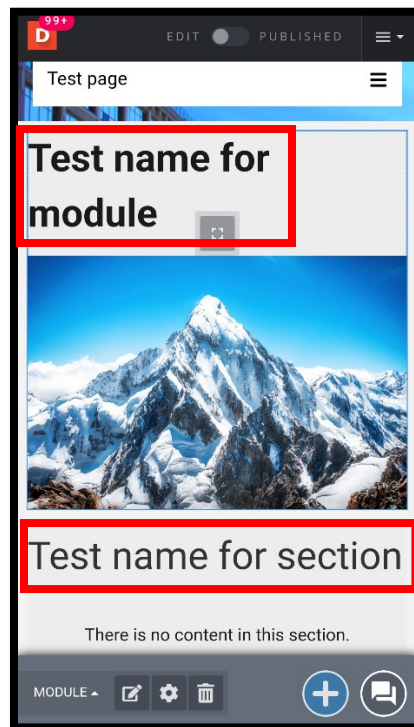 99+
D
EDIT PUBLISHED
Test page
Test name for
module
Test name for section
There is no content in this section.
MODULE